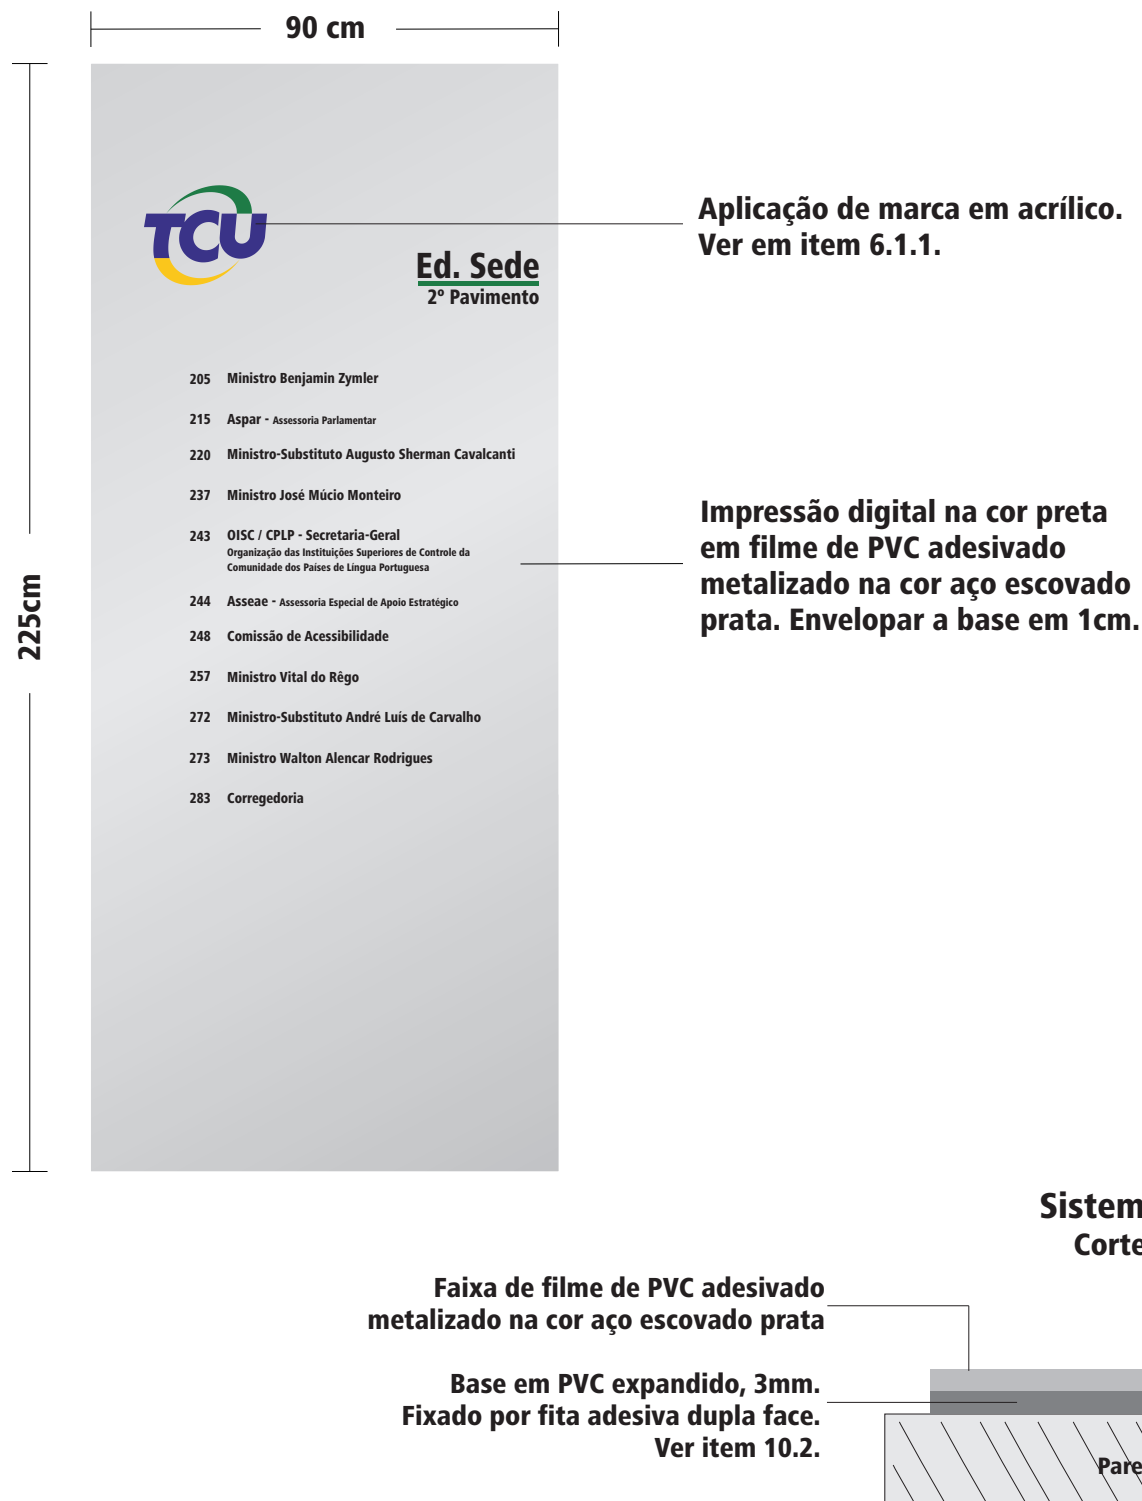 90 cm
225cm
TCU
Ed. Sede
2º Pavimento
205 Ministro Benjamin Zymler
215 Aspar - Assessoria Parlamentar
220 Ministro-Substituto Augusto Sherman Cavalcanti
237 Ministro José Múcio Monteiro
243 OISC / CPLP - Secretaria-Geral
Organização das Instituições Superiores de Controle da
Comunidade dos Países de Língua Portuguesa
244 Asseae - Assessoria Especial de Apoio Estratégico
248 Comissão de Acessibilidade
257 Ministro Vital do Rêgo
272 Ministro-Substituto André Luís de Carvalho
273 Ministro Walton Alencar Rodrigues
283 Corregedoria
Aplicação de marca em acrílico.
Ver em item 6.1.1.
Impressão digital na cor preta
em filme de PVC adesivado
metalizado na cor aço escovado
prata. Envelopar a base em 1cm.
Sistem
Corte
Faixa de filme de PVC adesivado
metalizado na cor aço escovado prata
Base em PVC expandido, 3mm.
Fixado por fita adesiva dupla face.
Ver item 10.2.
Pare